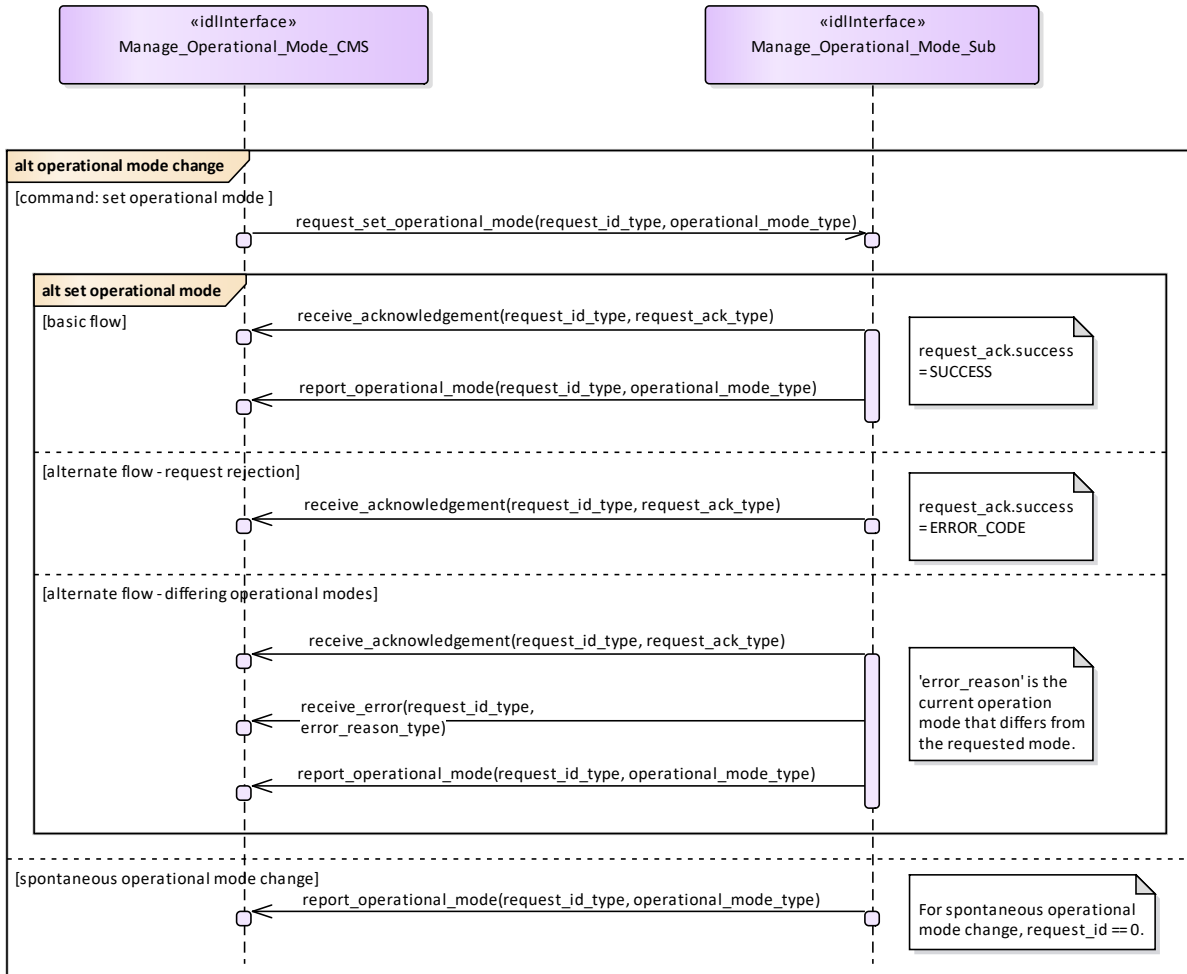 «idlInterface»
Manage_Operational_Mode_CMS
«idlInterface»
Manage_Operational_Mode_Sub
alt operational mode change
[command: set operational mode ]
request_set_operational_mode(request_id_type, operational_mode_type)
alt set operational mode
[basic flow]
receive_acknowledgement(request_id_type, request_ack_type)
request_ack.success
= SUCCESS
report_operational_mode(request_id_type, operational_mode_type)
[alternate flow - request rejection]
receive_acknowledgement(request_id_type, request_ack_type)
request_ack.success
= ERROR_CODE
[alternate flow - differing operational modes]
receive_acknowledgement(request_id_type, request_ack_type)
'error_reason' is the
current operation
mode that differs from
the requested mode.
receive_error(request_id_type,
error_reason_type)
report_operational_mode(request_id_type, operational_mode_type)
[spontaneous operational mode change]
report_operational_mode(request_id_type, operational_mode_type)
For spontaneous operational
mode change, request_id == 0.